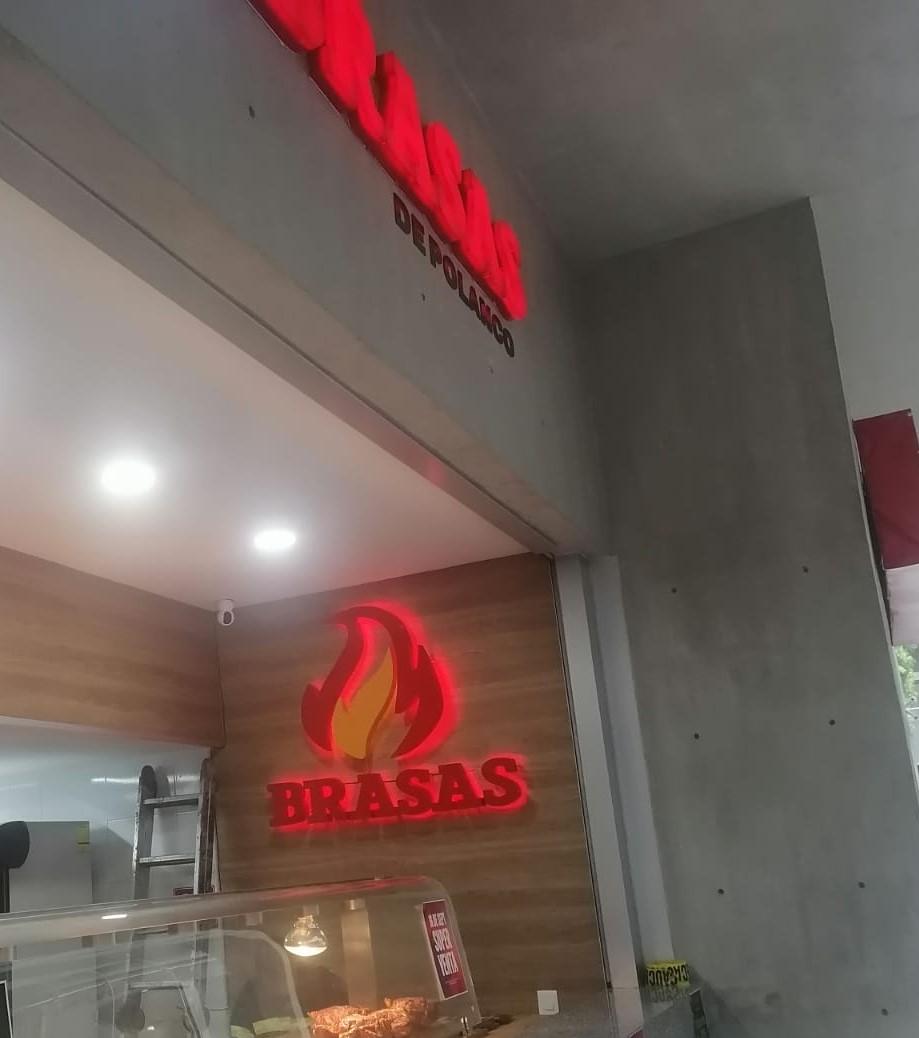 BRASAS
DE POLANCO
BRASAS
SUPER
VENTA